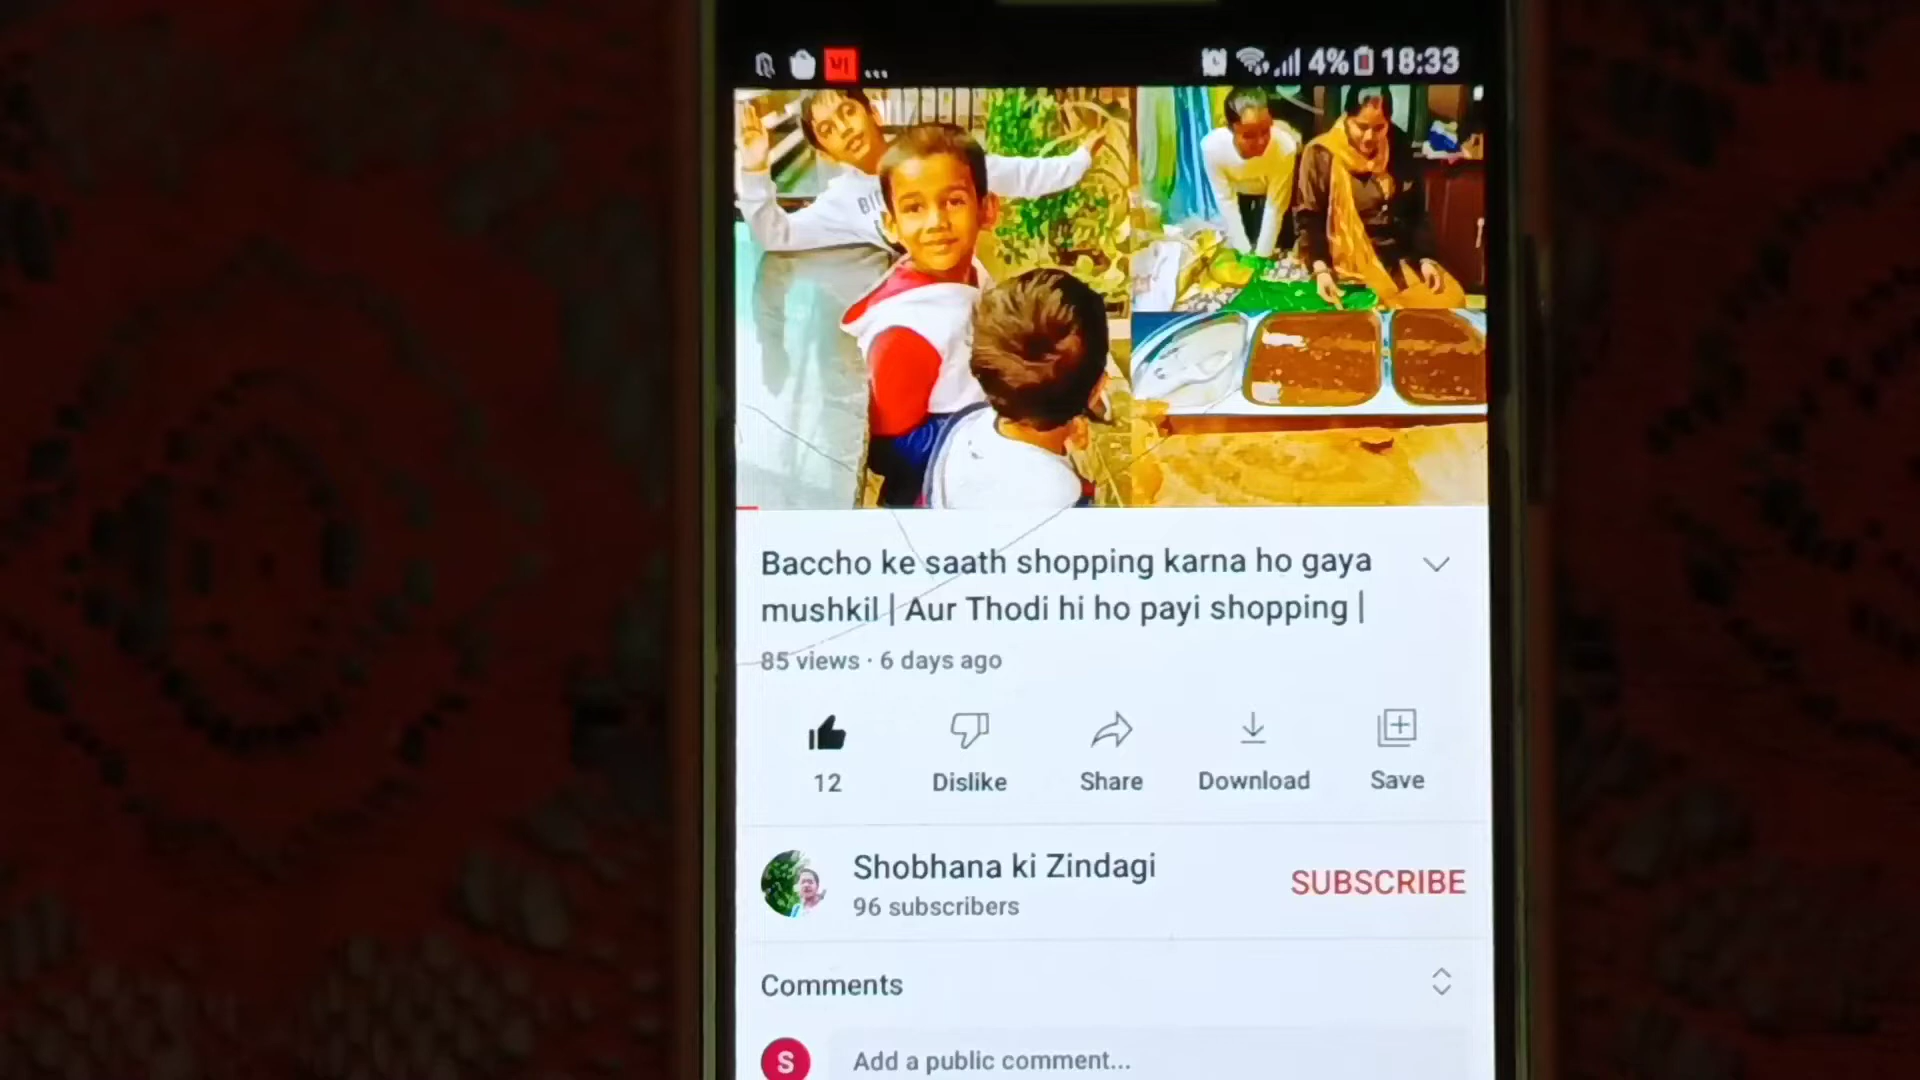 4% 18:33
Baccho ke saath shopping karna ho gaya
mushkil | Aur Thodi hi ho payi shopping |
85 views · 6 days ago
12 Dislike Share Download Save
Shobhana ki Zindagi
96 subscribers
SUBSCRIBE
Comments
S Add a public comment...